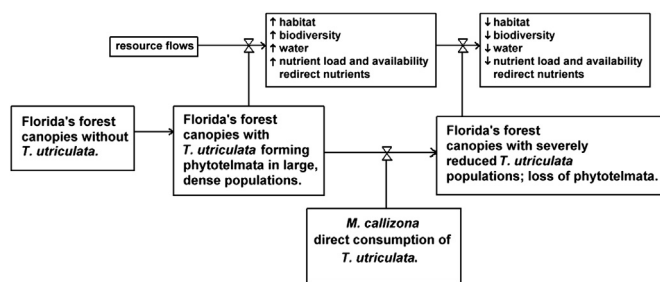 resource flows
↑ habitat
↑ biodiversity
↑ water
↑ nutrient load and availability
redirect nutrients
↓ habitat
↓ biodiversity
↓ water
↓ nutrient load and availability
redirect nutrients
Florida's forest
canopies without
T. utriculata.
Florida's forest
canopies with
T. utriculata forming
phytotelmata in large,
dense populations.
Florida's forest
canopies with severely
reduced T. utriculata
populations; loss of phytotelmata.
M. callizona
direct consumption of
T. utriculata.